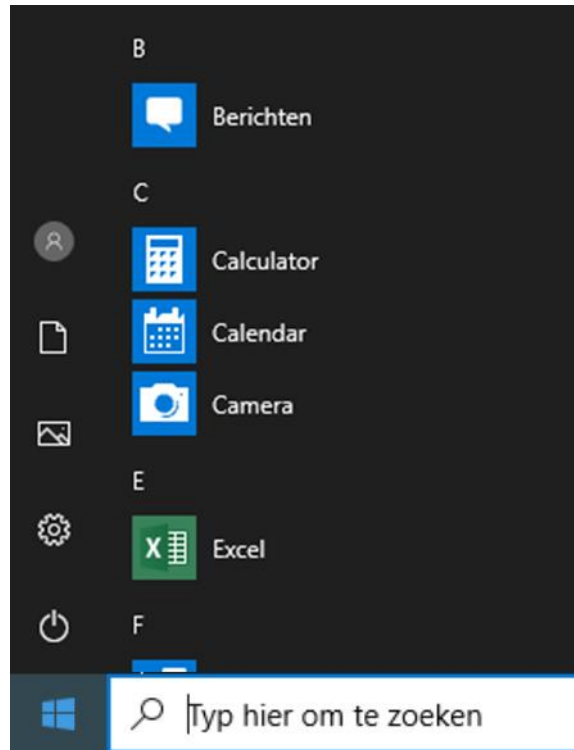 B
Berichten
C
Calculator
Calendar
Camera
E
Excel
F
Typ hier om te zoeken